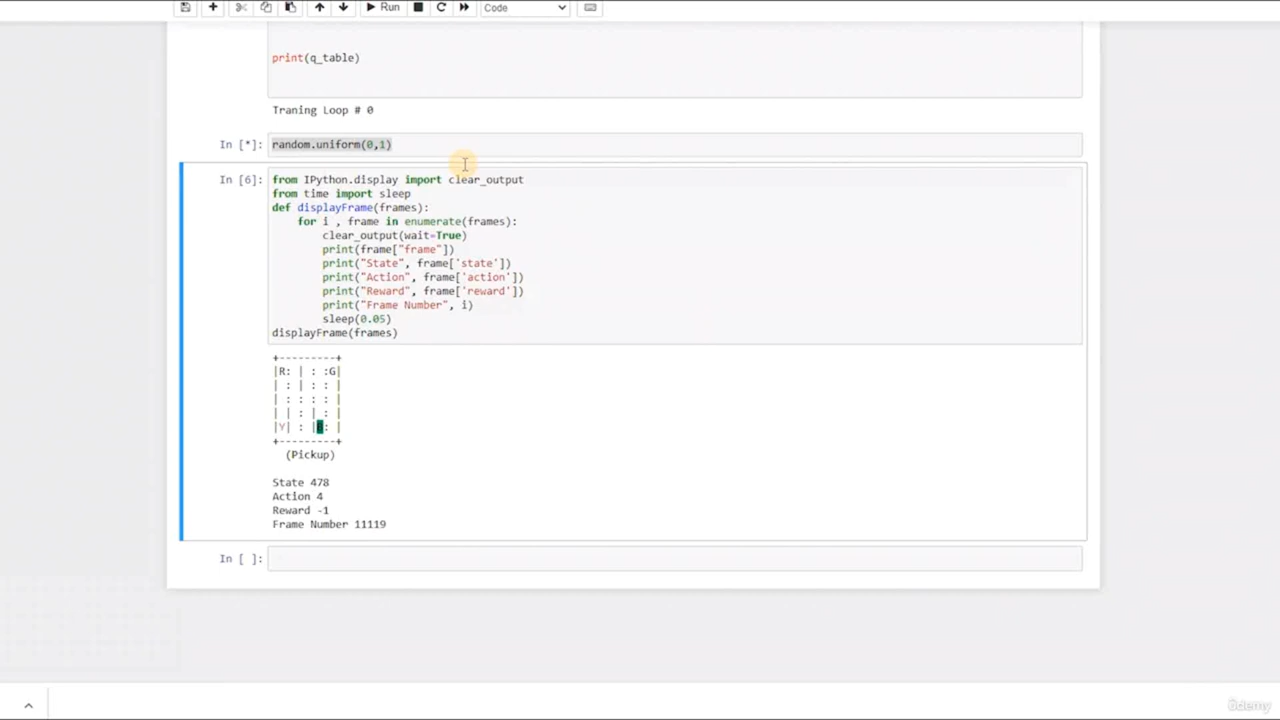 Run Code
print(q_table)
Traning Loop # 0
In [*]: random.uniform(0,1)
In [6]: from IPython.display import clear_output
from time import sleep
def displayFrame(frames):
for i , frame in enumerate(frames):
clear_output(wait=True)
print(frame["frame"])
print("State", frame['state'])
print("Action", frame['action'])
print("Reward", frame['reward'])
print("Frame Number", i)
sleep(0.05)
displayFrame(frames)
+---------+
|R: | : :G|
| : | : : |
| : : : : |
| | : | : |
|Y| : |B: |
+---------+
(Pickup)
State 478
Action 4
Reward -1
Frame Number 11119
In [ ]:
ûdemy